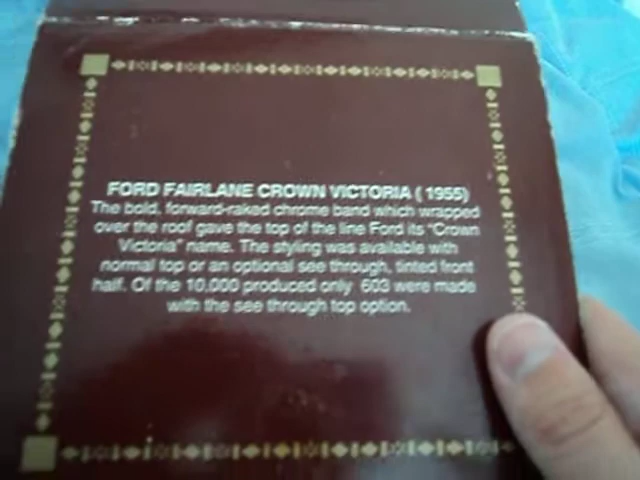 FORD FAIRLANE CROWN VICTORIA ( 1955)
The bold, forward-raked chrome band which wrapped
over the roof gave the top of the line Ford its "Crown
Victoria" name. The styling was available with
normal top or an optional see through, tinted front
half. Of the 10,000 produced only 603 were made
with the see through top option.